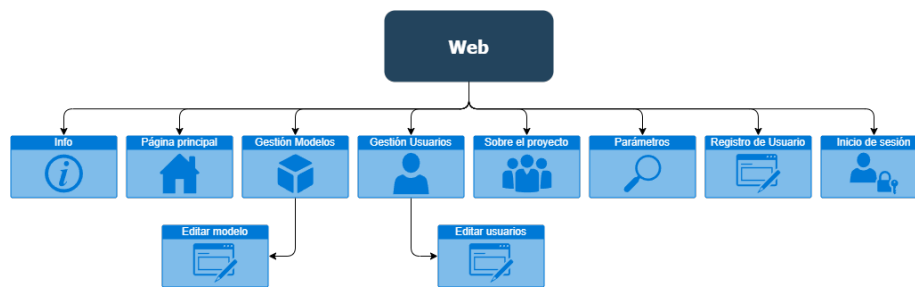 Web
Info
Página principal
Gestión Modelos
Gestión Usuarios
Sobre el proyecto
Parámetros
Registro de Usuario
Inicio de sesión
Editar modelo
Editar usuarios